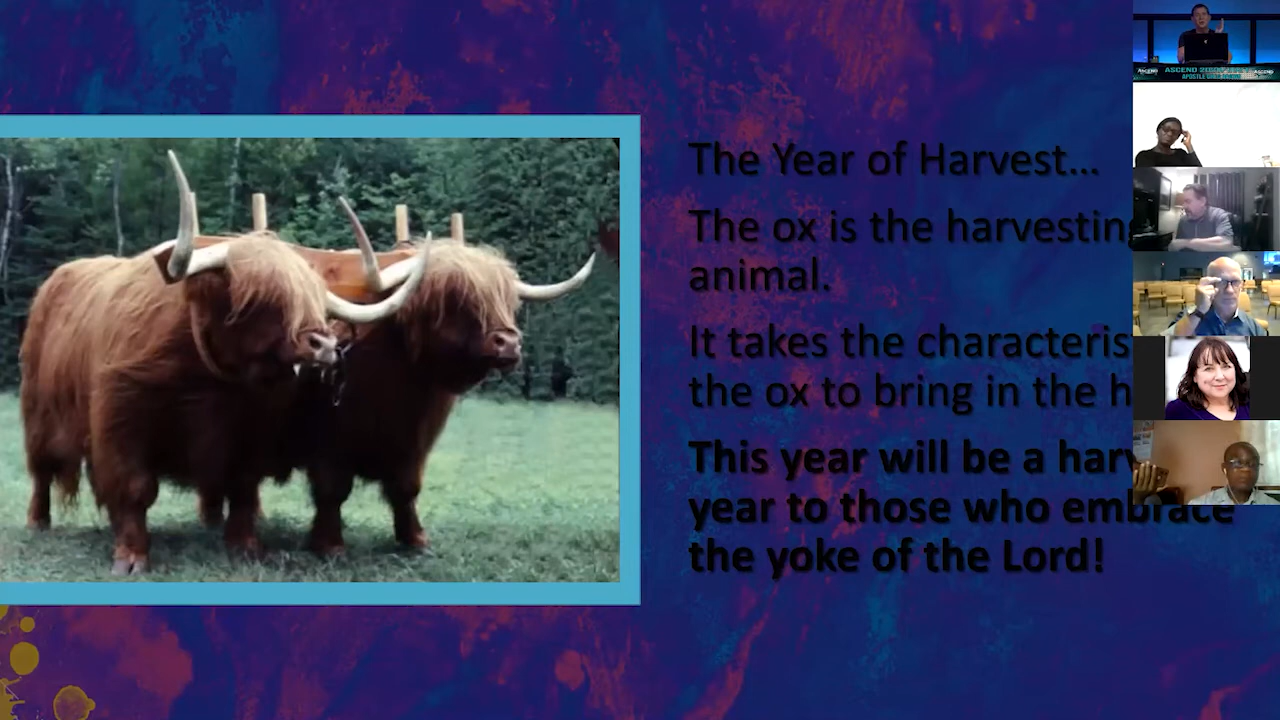 The Year of Harvest...
The ox is the harvesting
animal.
It takes the characteris
the ox to bring in the h
This year will be a harv
year to those who embrace
the yoke of the Lord!
ASCEND